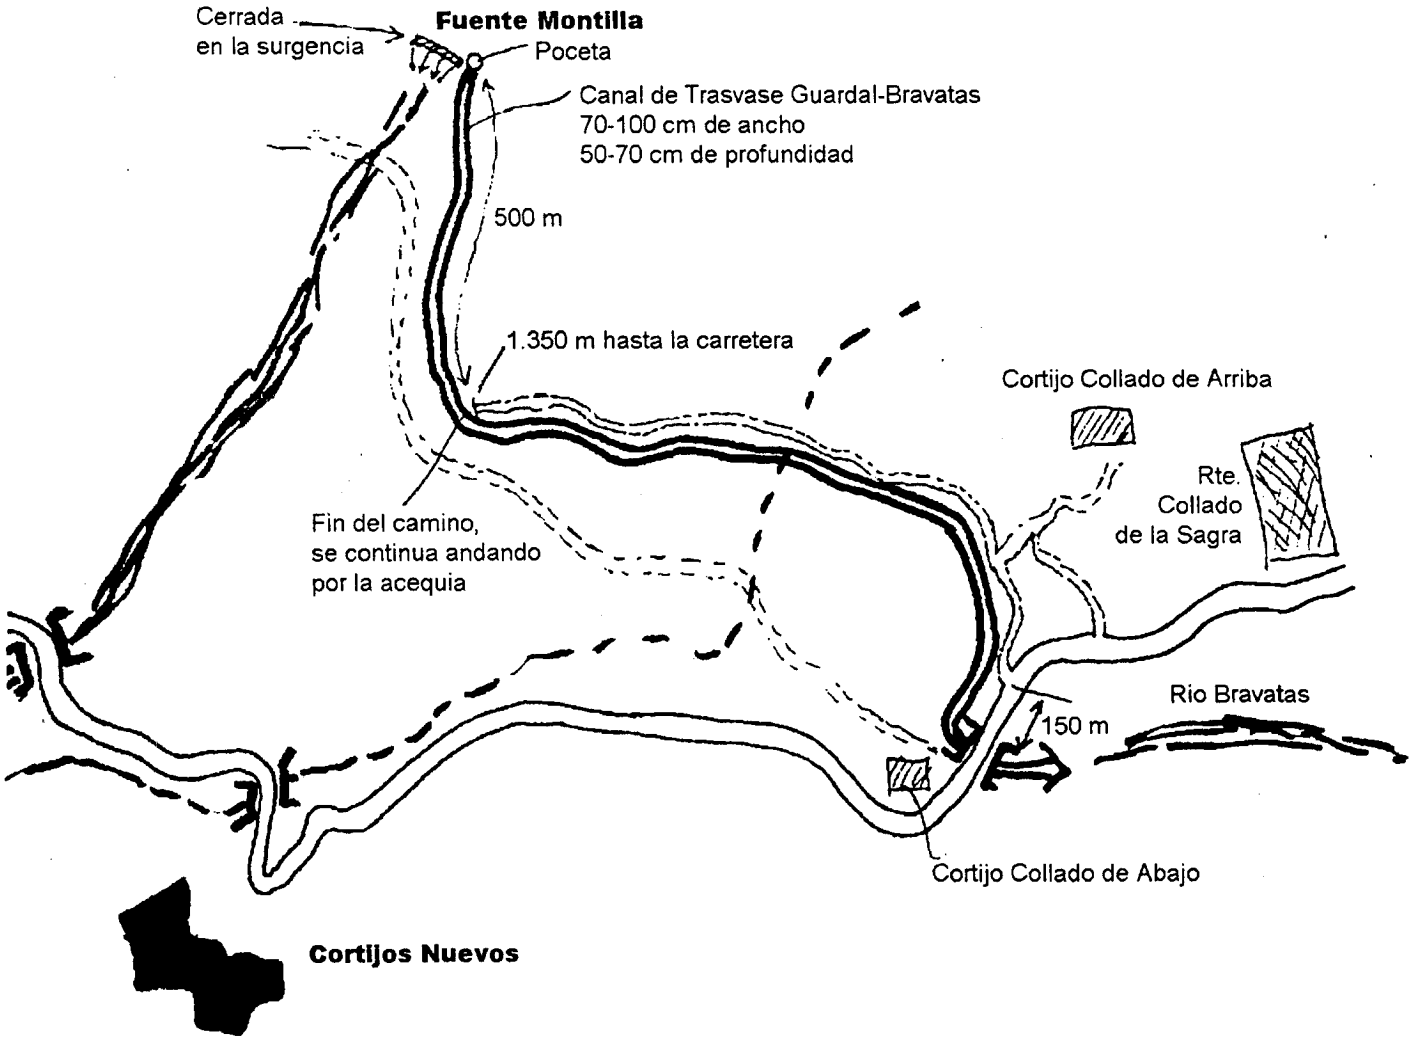 Cerrada
en la surgencia
Fuente Montilla
Poceta
Canal de Trasvase Guardal-Bravatas
70-100 cm de ancho
50-70 cm de profundidad
500 m
1.350 m hasta la carretera
Cortijo Collado de Arriba
Rte.
Collado
de la Sagra
Fin del camino,
se continua andando
por la acequia
Rio Bravatas
150 m
Cortijo Collado de Abajo
Cortijos Nuevos